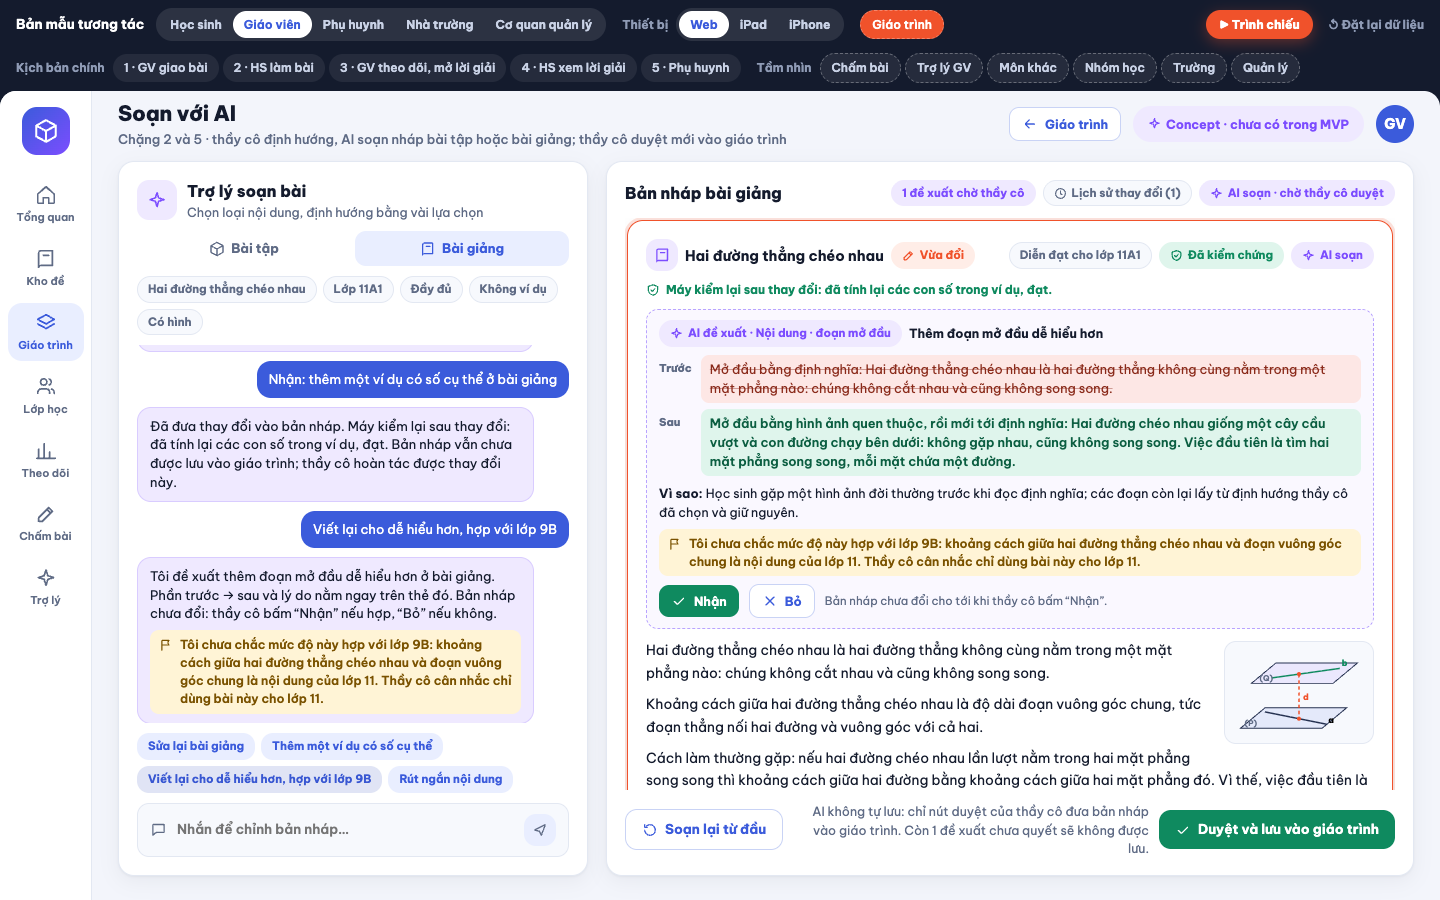 Bản mẫu tương tác
Học sinh
Giáo viên
Phụ huynh
Nhà trường
Cơ quan quản lý
Thiết bị
Web
iPad
iPhone
Giáo trình
Trình chiếu
Đặt lại dữ liệu
Kịch bản chính
1 · GV giao bài
2 · HS làm bài
3 · GV theo dõi, mở lời giải
4 · HS xem lời giải
5 · Phụ huynh
Tầm nhìn
Chấm bài
Trợ lý GV
Môn khác
Nhóm học
Trường
Quản lý
Tổng quan
Kho đề
Giáo trình
Lớp học
Theo dõi
Chấm bài
Trợ lý
Soạn với AI
Chặng 2 và 5 · thầy cô định hướng, AI soạn nháp bài tập hoặc bài giảng; thầy cô duyệt mới vào giáo trình
Giáo trình
Concept · chưa có trong MVP
GV
Trợ lý soạn bài
Chọn loại nội dung, định hướng bằng vài lựa chọn
Bài tập
Bài giảng
Hai đường thẳng chéo nhau
Lớp 11A1
Đầy đủ
Không ví dụ
Có hình
Nhận: thêm một ví dụ có số cụ thể ở bài giảng
Đã đưa thay đổi vào bản nháp. Máy kiểm lại sau thay đổi:
đã tính lại các con số trong ví dụ, đạt. Bản nháp vẫn chưa
được lưu vào giáo trình; thầy cô hoàn tác được thay đổi
này.
Viết lại cho dễ hiểu hơn, hợp với lớp 9B
Tôi đề xuất thêm đoạn mở đầu dễ hiểu hơn ở bài giảng.
Phần trước → sau và lý do nằm ngay trên thẻ đó. Bản nháp
chưa đổi: thầy cô bấm “Nhận” nếu hợp, “Bỏ” nếu không.
Tôi chưa chắc mức độ này hợp với lớp 9B: khoảng
cách giữa hai đường thẳng chéo nhau và đoạn vuông
góc chung là nội dung của lớp 11. Thầy cô cân nhắc chỉ
dùng bài này cho lớp 11.
Sửa lại bài giảng
Thêm một ví dụ có số cụ thể
Viết lại cho dễ hiểu hơn, hợp với lớp 9B
Rút ngắn nội dung
Nhắn để chỉnh bản nháp...
Bản nháp bài giảng
1 đề xuất chờ thầy cô
Lịch sử thay đổi (1)
AI soạn · chờ thầy cô duyệt
Hai đường thẳng chéo nhau
Vừa đổi
Diễn đạt cho lớp 11A1
Đã kiểm chứng
AI soạn
Máy kiểm lại sau thay đổi: đã tính lại các con số trong ví dụ, đạt.
AI đề xuất · Nội dung · đoạn mở đầu
Thêm đoạn mở đầu dễ hiểu hơn
Trước
Mở đầu bằng định nghĩa: Hai đường thẳng chéo nhau là hai đường thẳng không cùng nằm trong một
mặt phẳng nào: chúng không cắt nhau và cũng không song song.
Sau
Mở đầu bằng hình ảnh quen thuộc, rồi mới tới định nghĩa: Hai đường chéo nhau giống một cây cầu
vượt và con đường chạy bên dưới: không gặp nhau, cũng không song song. Việc đầu tiên là tìm hai
mặt phẳng song song, mỗi mặt chứa một đường.
Vì sao: Học sinh gặp một hình ảnh đời thường trước khi đọc định nghĩa; các đoạn còn lại lấy từ định hướng thầy cô
đã chọn và giữ nguyên.
Tôi chưa chắc mức độ này hợp với lớp 9B: khoảng cách giữa hai đường thẳng chéo nhau và đoạn vuông góc
chung là nội dung của lớp 11. Thầy cô cân nhắc chỉ dùng bài này cho lớp 11.
Nhận
Bỏ
Bản nháp chưa đổi cho tới khi thầy cô bấm “Nhận”.
Hai đường thẳng chéo nhau là hai đường thẳng không cùng nằm trong một mặt
phẳng nào: chúng không cắt nhau và cũng không song song.
Khoảng cách giữa hai đường thẳng chéo nhau là độ dài đoạn vuông góc chung, tức
đoạn thẳng nối hai đường và vuông góc với cả hai.
Cách làm thường gặp: nếu hai đường chéo nhau lần lượt nằm trong hai mặt phẳng
song song thì khoảng cách giữa hai đường bằng khoảng cách giữa hai mặt phẳng đó. Vì thế, việc đầu tiên là
(Q)
b
d
(P)
a
Soạn lại từ đầu
AI không tự lưu: chỉ nút duyệt của thầy cô đưa bản nháp
vào giáo trình. Còn 1 đề xuất chưa quyết sẽ không được
lưu.
Duyệt và lưu vào giáo trình